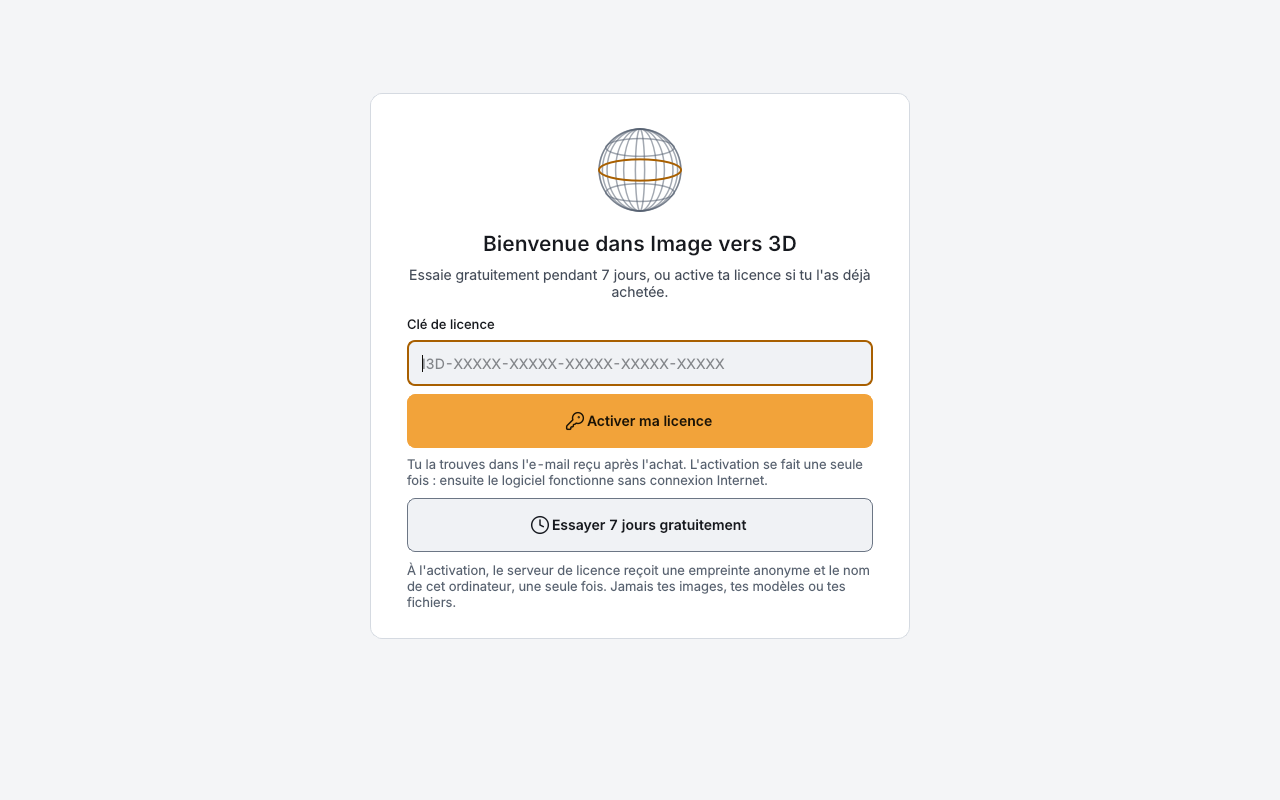 Bienvenue dans Image vers 3D
Essaie gratuitement pendant 7 jours, ou active ta licence si tu l'as déjà
achetée.
Clé de licence
I3D-XXXXX-XXXXX-XXXXX-XXXXX-XXXXX
Activer ma licence
Tu la trouves dans l'e-mail reçu après l'achat. L'activation se fait une seule
fois : ensuite le logiciel fonctionne sans connexion Internet.
Essayer 7 jours gratuitement
À l'activation, le serveur de licence reçoit une empreinte anonyme et le nom
de cet ordinateur, une seule fois. Jamais tes images, tes modèles ou tes
fichiers.